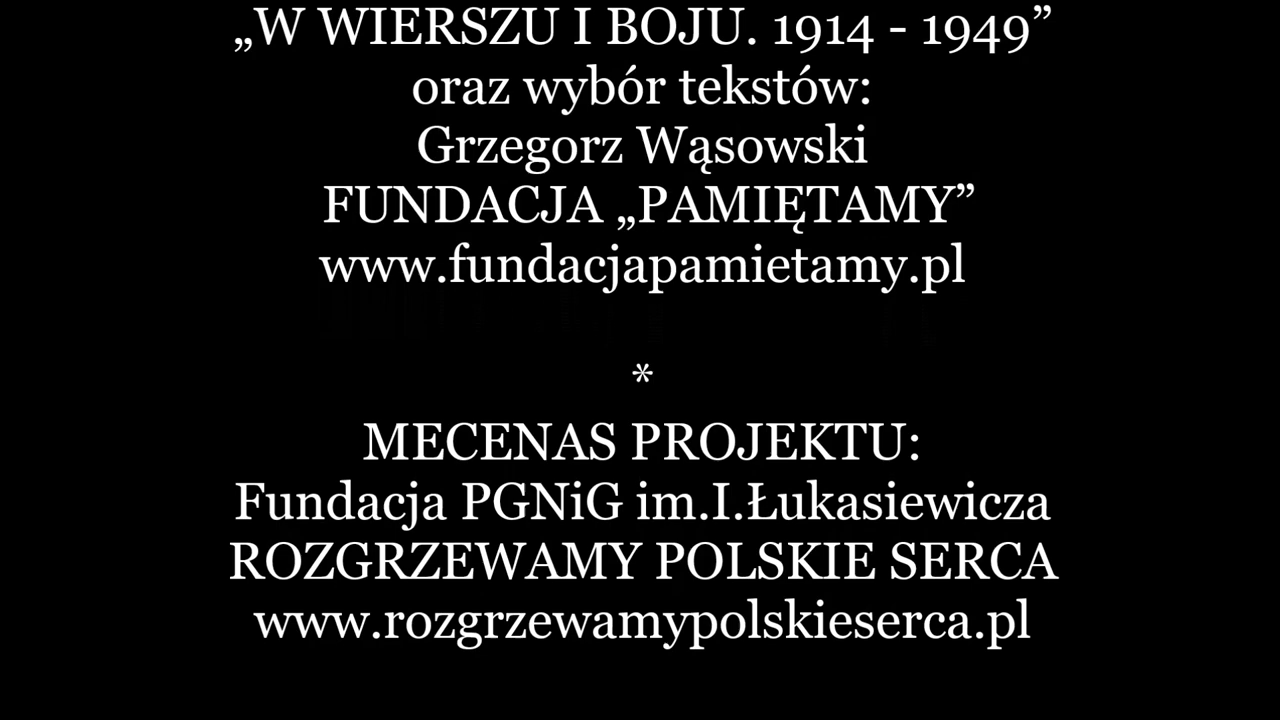 „W WIERSZU I BOJU. 1914 - 1949”
oraz wybór tekstów:
Grzegorz Wąsowski
FUNDACJA „PAMIĘTAMY”
www.fundacjapamietamy.pl
*
MECENAS PROJEKTU:
Fundacja PGNiG im.I.Łukasiewicza
ROZGRZEWAMY POLSKIE SERCA
www.rozgrzewamypolskieserca.pl